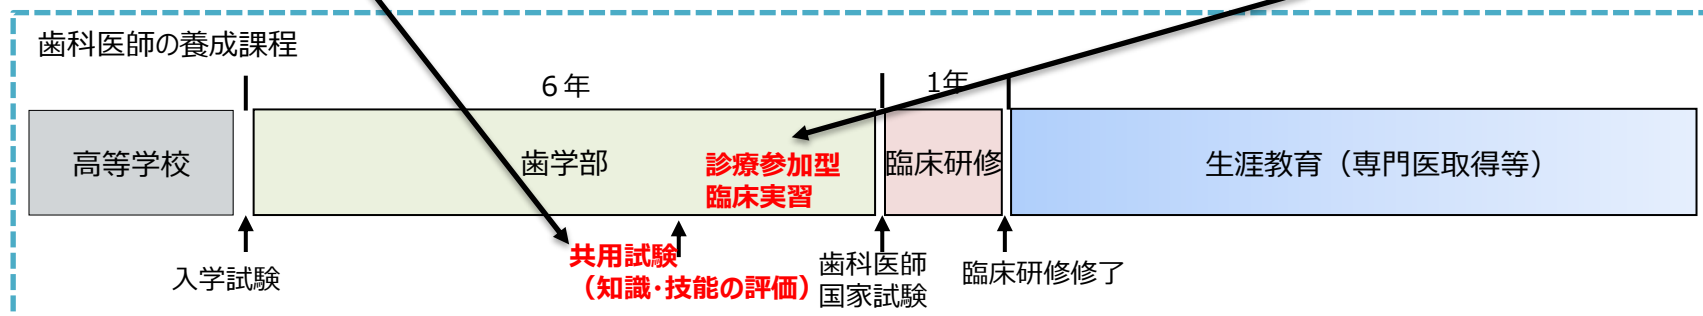 歯科医師の養成課程
6年
1年
高等学校
歯学部
診療参加型
臨床実習
臨床研修
生涯教育（専門医取得等）
入学試験
共用試験
（知識･技能の評価）
歯科医師
国家試験
臨床研修修了